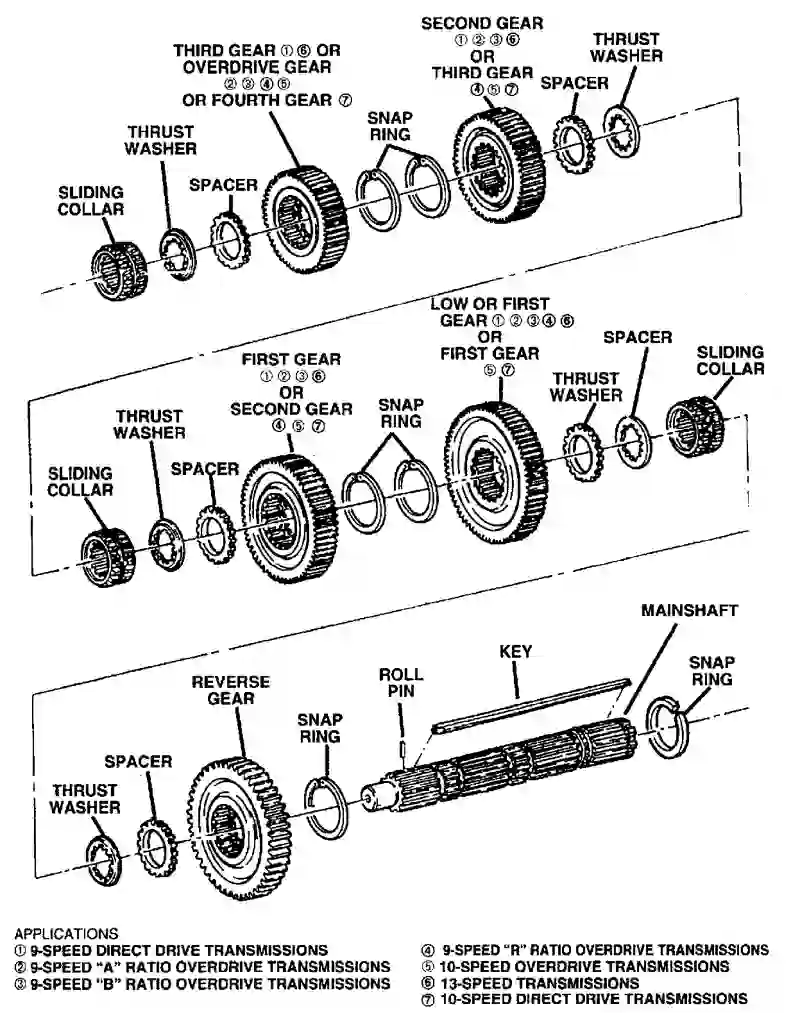 SECOND GEAR
① ② ③ ⑥
OR
THIRD GEAR
④ ⑤ ⑦
THIRD GEAR ① ⑥ OR
OVERDRIVE GEAR
② ③ ④ ⑤
OR FOURTH GEAR ⑦
THRUST
WASHER
SPACER
SNAP
RING
THRUST
WASHER
SPACER
SLIDING
COLLAR
LOW OR FIRST
GEAR ① ② ③ ④ ⑥
OR
FIRST GEAR
⑤ ⑦
SPACER
SLIDING
COLLAR
FIRST GEAR
① ② ③ ⑥
OR
SECOND GEAR
④ ⑤ ⑦
THRUST
WASHER
SNAP
RING
THRUST
WASHER
SPACER
SLIDING
COLLAR
MAINSHAFT
KEY
SNAP
RING
ROLL
PIN
REVERSE
GEAR
SNAP
RING
SPACER
THRUST
WASHER
APPLICATIONS
① 9-SPEED DIRECT DRIVE TRANSMISSIONS
② 9-SPEED "A" RATIO OVERDRIVE TRANSMISSIONS
③ 9-SPEED "B" RATIO OVERDRIVE TRANSMISSIONS
④ 9-SPEED "R" RATIO OVERDRIVE TRANSMISSIONS
⑤ 10-SPEED OVERDRIVE TRANSMISSIONS
⑥ 13-SPEED TRANSMISSIONS
⑦ 10-SPEED DIRECT DRIVE TRANSMISSIONS